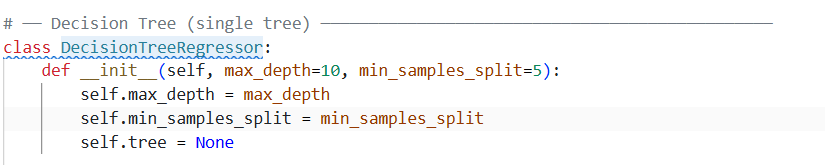 # —— Decision Tree (single tree) ——————————————————————————————————————————
class DecisionTreeRegressor:
    def __init__(self, max_depth=10, min_samples_split=5):
        self.max_depth = max_depth
        self.min_samples_split = min_samples_split
        self.tree = None